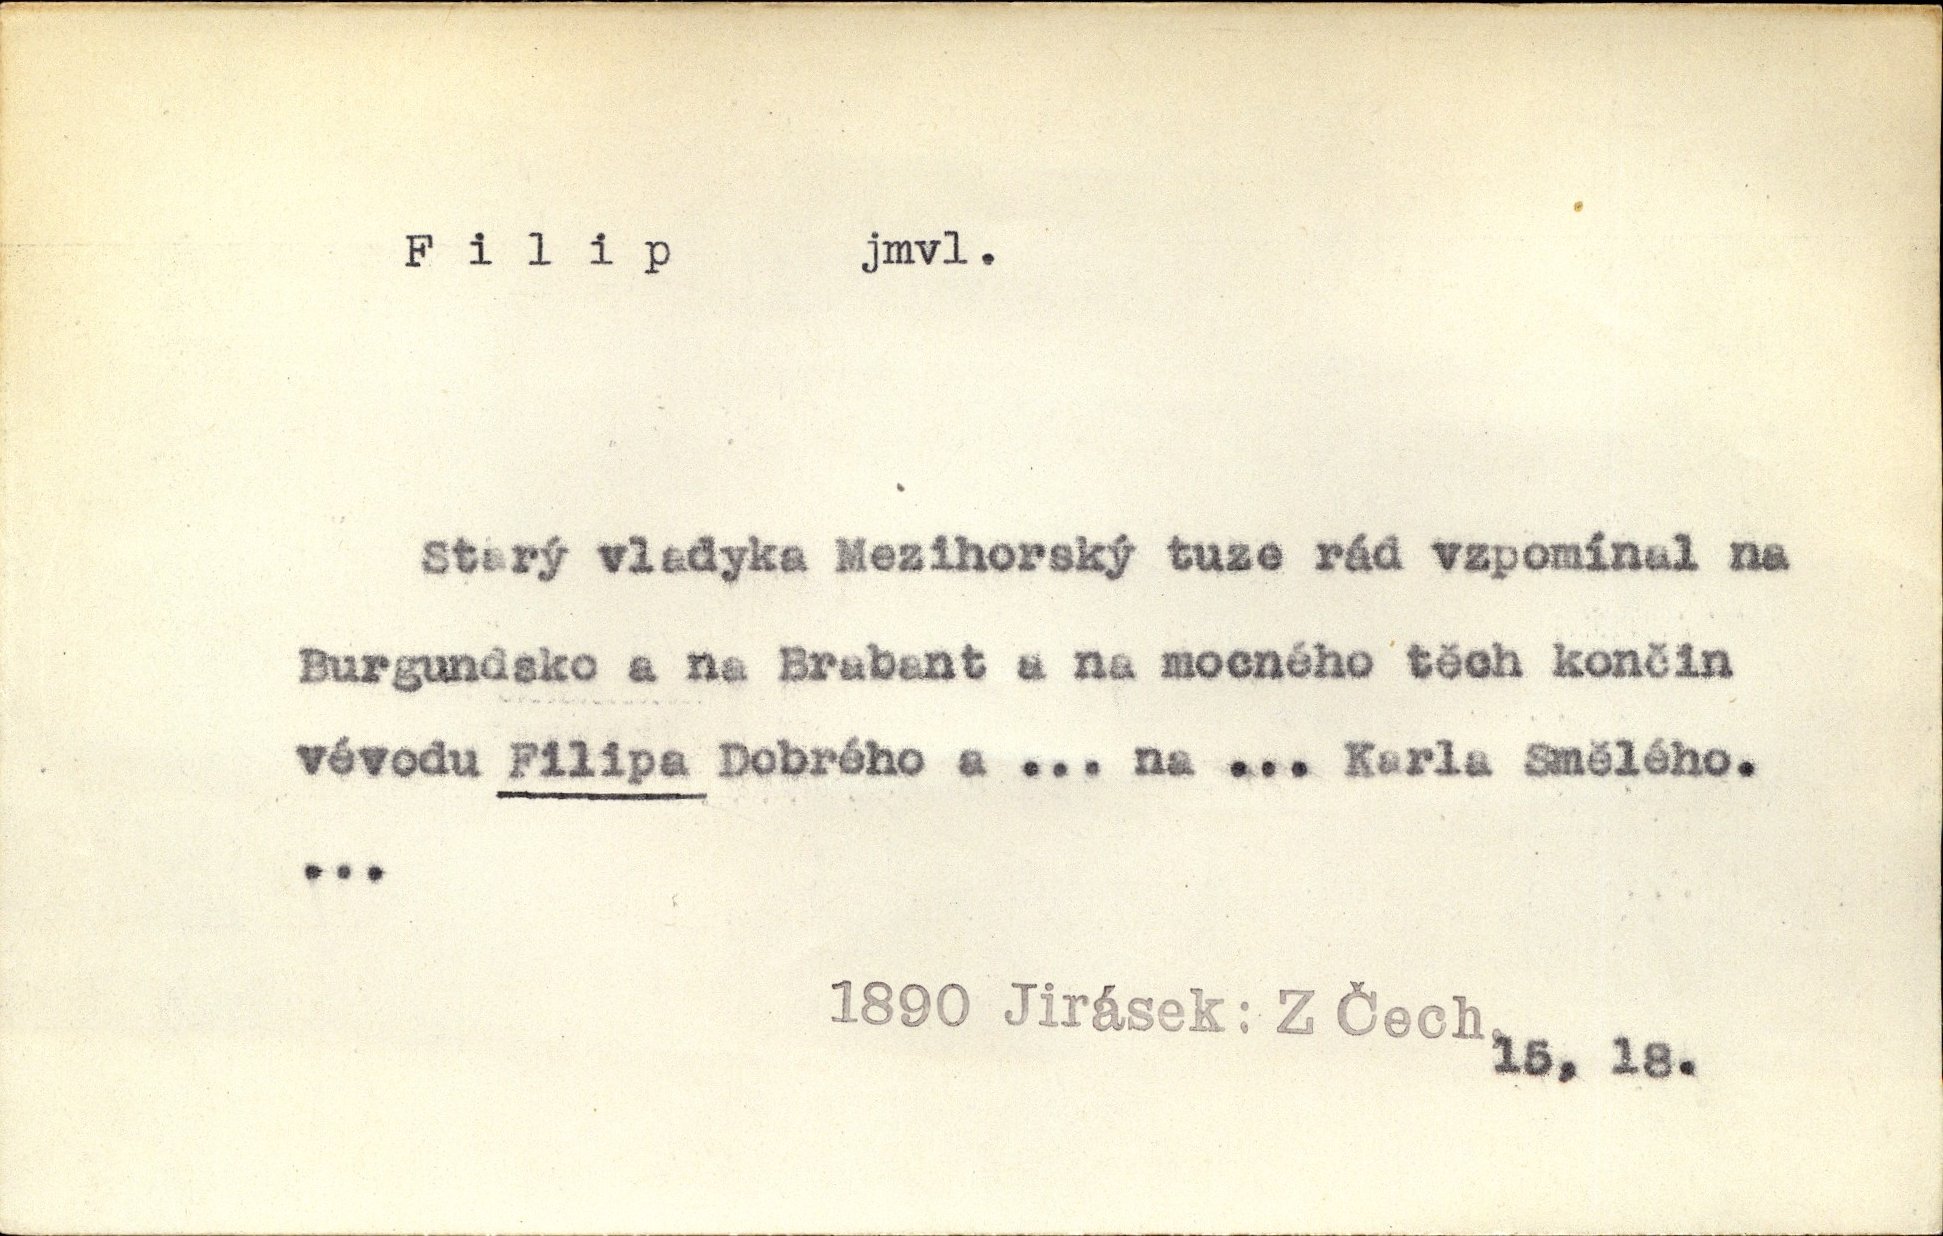 Filip jmvl.
Starý vladyka Mezihorský tuze rád vzpomínal na
Burgundsko a na Brabant a na mocného těch končin
vévodu Filipa Dobrého a ... na ... Karla Smělého.
...
1890 Jirásek: Z Čech,
15, 18.